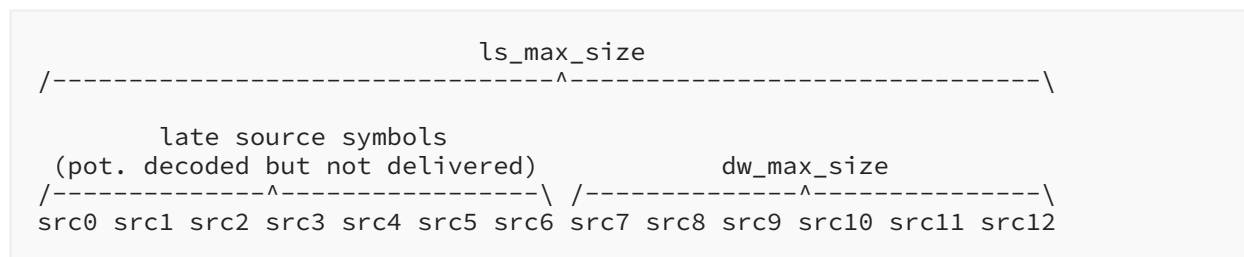 ls_max_size
/---------------------------------^-------------------------------\

        late source symbols
 (pot. decoded but not delivered)            dw_max_size
/--------------^-----------------\ /--------------^---------------\
src0 src1 src2 src3 src4 src5 src6 src7 src8 src9 src10 src11 src12